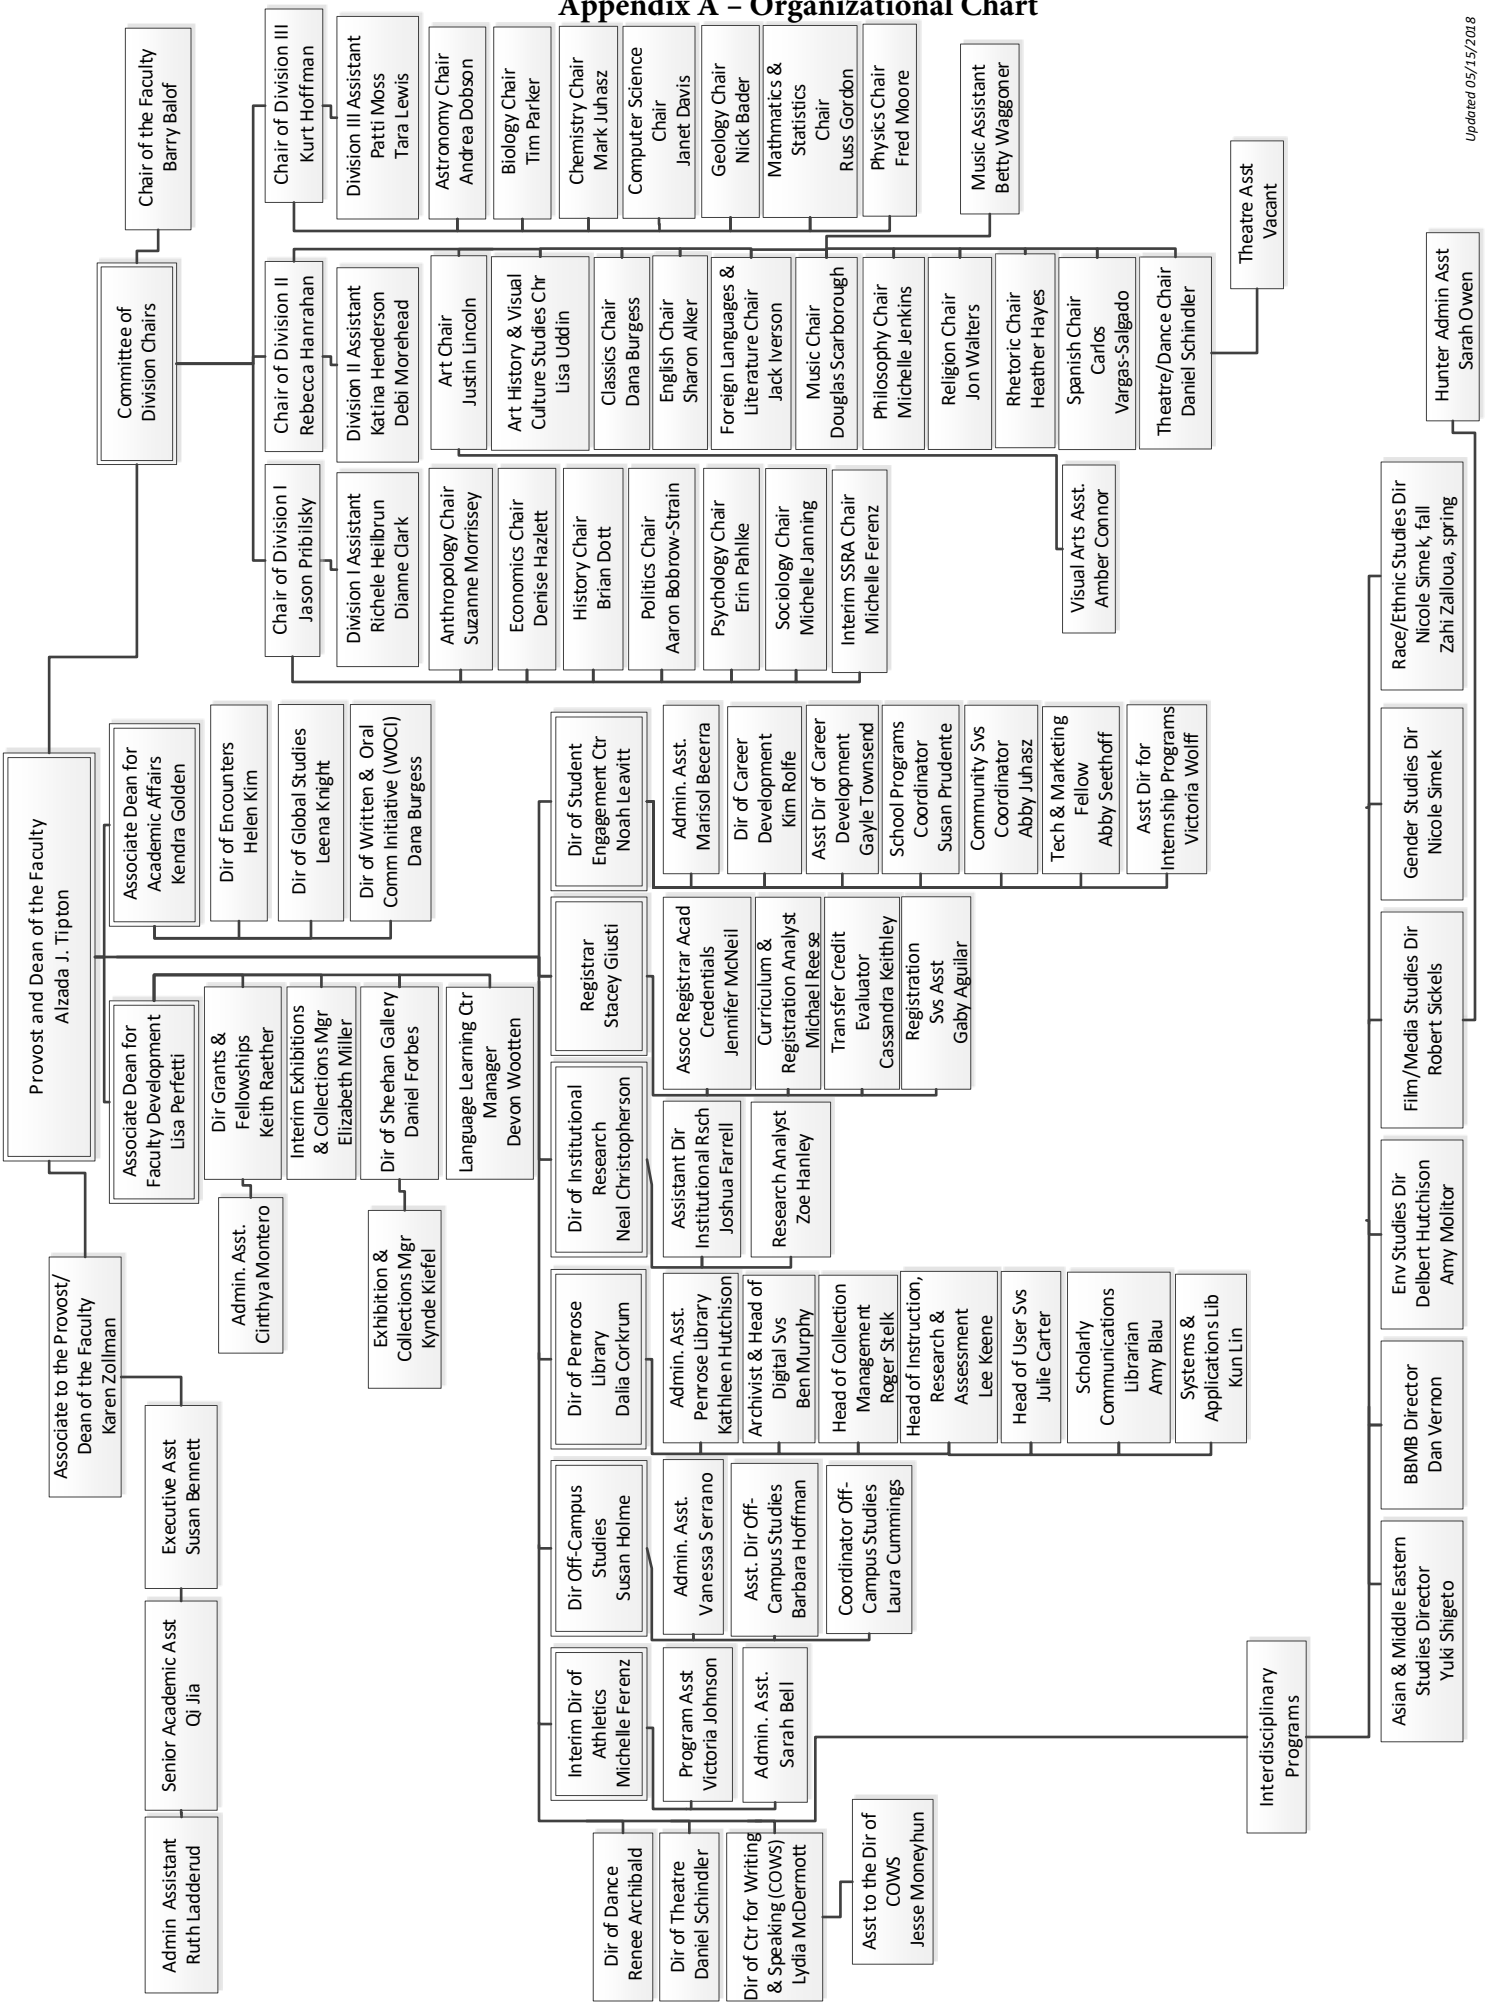 Appendix A – Organizational Chart
Provost and Dean of the Faculty
Alzada J. Tipton
Associate to the Provost/
Dean of the Faculty
Karen Zollman
Executive Asst
Susan Bennett
Senior Academic Asst
Qi Jia
Admin Assistant
Ruth Ladderud
Associate Dean for
Faculty Development
Lisa Perfetti
Dir Grants &
Fellowships
Keith Raether
Admin. Asst.
Cinthya Montero
Interim Exhibitions
& Collections Mgr
Elizabeth Miller
Dir of Sheehan Gallery
Daniel Forbes
Exhibition &
Collections Mgr
Kynde Kiefel
Language Learning Ctr
Manager
Devon Wootten
Associate Dean for
Academic Affairs
Kendra Golden
Dir of Encounters
Helen Kim
Dir of Global Studies
Leena Knight
Dir of Written & Oral
Comm Initiative (WOCI)
Dana Burgess
Committee of
Division Chairs
Chair of the Faculty
Barry Balof
Chair of Division I
Jason Pribilsky
Division I Assistant
Richele Heilbrun
Dianne Clark
Anthropology Chair
Suzanne Morrissey
Economics Chair
Denise Hazlett
History Chair
Brian Dott
Politics Chair
Aaron Bobrow-Strain
Psychology Chair
Erin Pahlke
Sociology Chair
Michelle Janning
Interim SSRA Chair
Michelle Ferenz
Chair of Division II
Rebecca Hanrahan
Division II Assistant
Katina Henderson
Debi Morehead
Art Chair
Justin Lincoln
Art History & Visual
Culture Studies Chr
Lisa Uddin
Classics Chair
Dana Burgess
English Chair
Sharon Alker
Foreign Languages &
Literature Chair
Jack Iverson
Music Chair
Douglas Scarborough
Philosophy Chair
Michelle Jenkins
Religion Chair
Jon Walters
Rhetoric Chair
Heather Hayes
Spanish Chair
Carlos
Vargas-Salgado
Theatre/Dance Chair
Daniel Schindler
Visual Arts Asst.
Amber Connor
Theatre Asst
Vacant
Chair of Division III
Kurt Hoffman
Division III Assistant
Patti Moss
Tara Lewis
Astronomy Chair
Andrea Dobson
Biology Chair
Tim Parker
Chemistry Chair
Mark Juhasz
Computer Science
Chair
Janet Davis
Geology Chair
Nick Bader
Mathmatics &
Statistics
Chair
Russ Gordon
Physics Chair
Fred Moore
Music Assistant
Betty Waggoner
Dir of Dance
Renee Archibald
Dir of Theatre
Daniel Schindler
Dir of Ctr for Writing
& Speaking (COWS)
Lydia McDermott
Asst to the Dir of
COWS
Jesse Moneyhun
Interim Dir of
Athletics
Michelle Ferenz
Program Asst
Victoria Johnson
Admin. Asst.
Sarah Bell
Dir Off-Campus
Studies
Susan Holme
Admin. Asst.
Vanessa Serrano
Asst. Dir Off-
Campus Studies
Barbara Hoffman
Coordinator Off-
Campus Studies
Laura Cummings
Dir of Penrose
Library
Dalia Corkrum
Admin. Asst.
Penrose Library
Kathleen Hutchison
Archivist & Head of
Digital Svs
Ben Murphy
Head of Collection
Management
Roger Stelk
Head of Instruction,
Research &
Assessment
Lee Keene
Head of User Svs
Julie Carter
Scholarly
Communications
Librarian
Amy Blau
Systems &
Applications Lib
Kun Lin
Dir of Institutional
Research
Neal Christopherson
Assistant Dir
Institutional Rsch
Joshua Farrell
Research Analyst
Zoe Hanley
Registrar
Stacey Giusti
Assoc Registrar Acad
Credentials
Jennifer McNeil
Curriculum &
Registration Analyst
Michael Reese
Transfer Credit
Evaluator
Cassandra Keithley
Registration
Svs Asst
Gaby Aguilar
Dir of Student
Engagement Ctr
Noah Leavitt
Admin. Asst.
Marisol Becerra
Dir of Career
Development
Kim Rolfe
Asst Dir of Career
Development
Gayle Townsend
School Programs
Coordinator
Susan Prudente
Community Svs
Coordinator
Abby Juhasz
Tech & Marketing
Fellow
Abby Seethoff
Asst Dir for
Internship Programs
Victoria Wolff
Interdisciplinary
Programs
Asian & Middle Eastern
Studies Director
Yuki Shigeto
BBMB Director
Dan Vernon
Env Studies Dir
Delbert Hutchison
Amy Molitor
Film/Media Studies Dir
Robert Sickels
Gender Studies Dir
Nicole Simek
Race/Ethnic Studies Dir
Nicole Simek, fall
Zahi Zalloua, spring
Hunter Admin Asst
Sarah Owen
Updated 05/15/2018